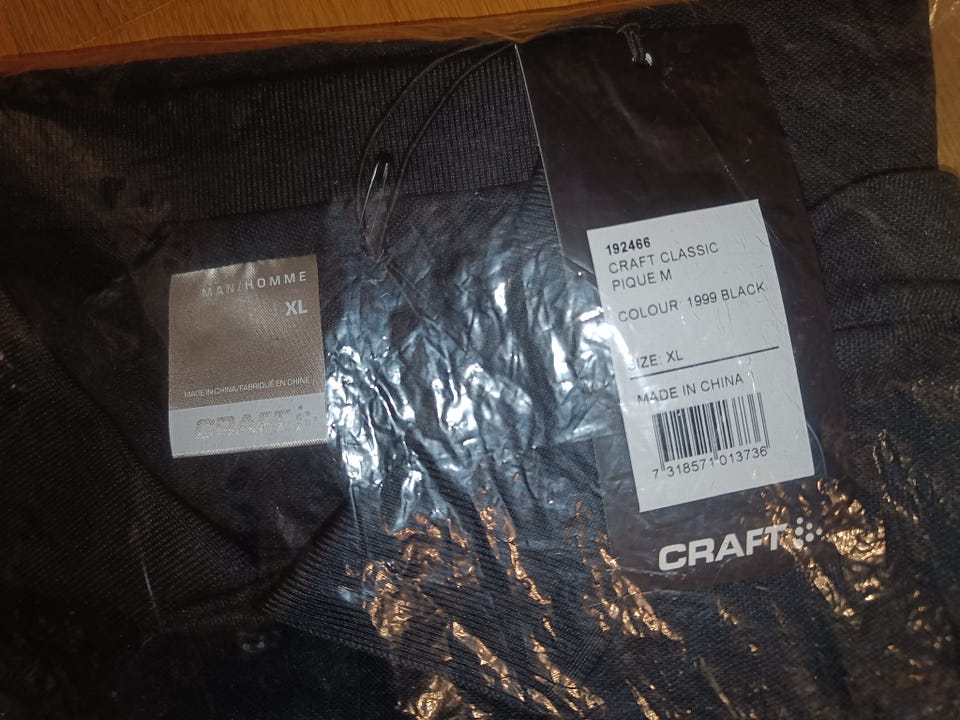 MAN/HOMME
XL
MADE IN CHINA/FABRIQUÉ EN CHINE
CRAFT
192466
CRAFT CLASSIC
PIQUE M
COLOUR: 1999 BLACK
SIZE: XL
MADE IN CHINA
7 318571 013736
CRAFT